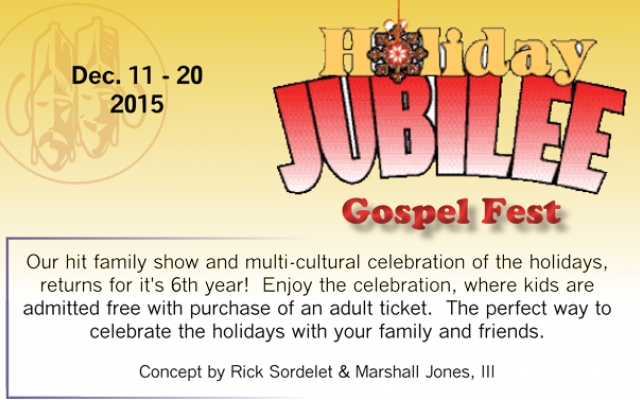 Dec. 11 - 20
2015
Holiday
JUBILEE
Gospel Fest
Our hit family show and multi-cultural celebration of the holidays,
returns for it's 6th year!  Enjoy the celebration, where kids are
admitted free with purchase of an adult ticket.  The perfect way to
celebrate the holidays with your family and friends.
Concept by Rick Sordelet & Marshall Jones, III